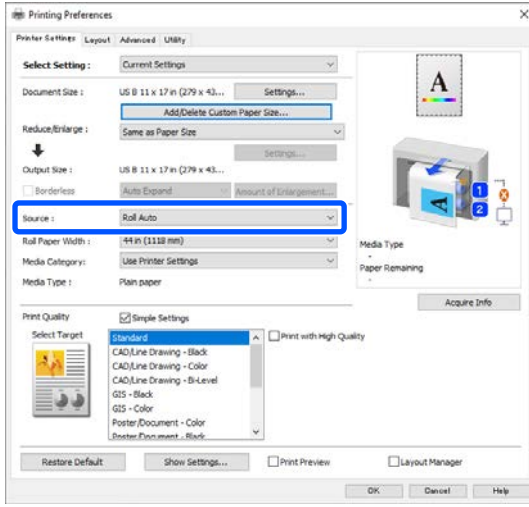 Printing Preferences
Printer Settings Layout Advanced Utility
Select Setting : Current Settings
Document Size : US B 11 x 17 in (279 x 43... Settings...
Add/Delete Custom Paper Size...
Reduce/Enlarge : Same as Paper Size
Settings...
Output Size : US B 11 x 17 in (279 x 43...
Borderless Auto Expand Amount of Enlargement...
Source : Roll Auto
Roll Paper Width : 44 in (1118 mm)
Media Category: Use Printer Settings
Media Type : Plain paper
A
A
1
2
Media Type
-
Paper Remaining
-
Acquire Info
Print Quality Simple Settings
Select Target
Standard
CAD/Line Drawing - Black
CAD/Line Drawing - Color
CAD/Line Drawing - Bi-Level
GIS - Black
GIS - Color
Poster/Document - Color
Poster/Document - Black
Print with High Quality
Restore Default Show Settings... Print Preview Layout Manager
OK Cancel Help